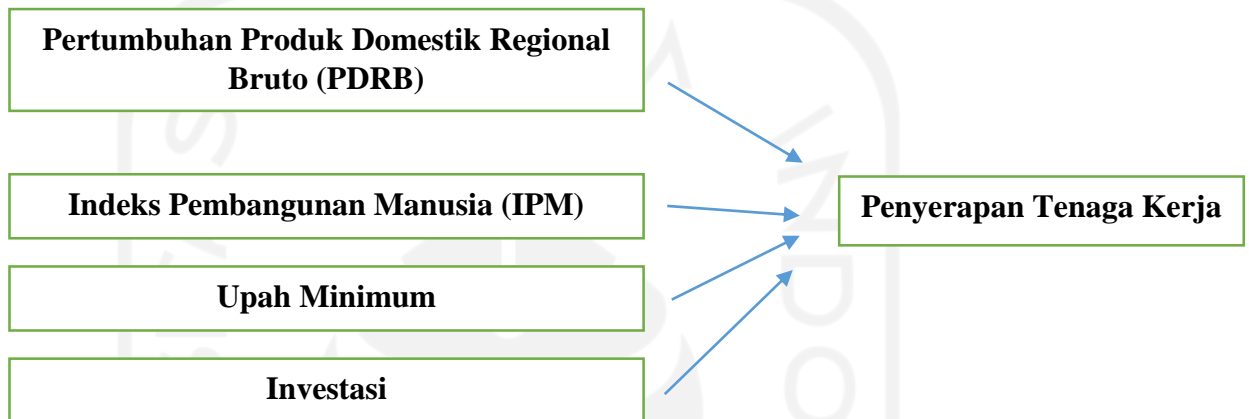 Pertumbuhan Produk Domestik Regional
Bruto (PDRB)
Indeks Pembangunan Manusia (IPM)
Penyerapan Tenaga Kerja
Upah Minimum
Investasi